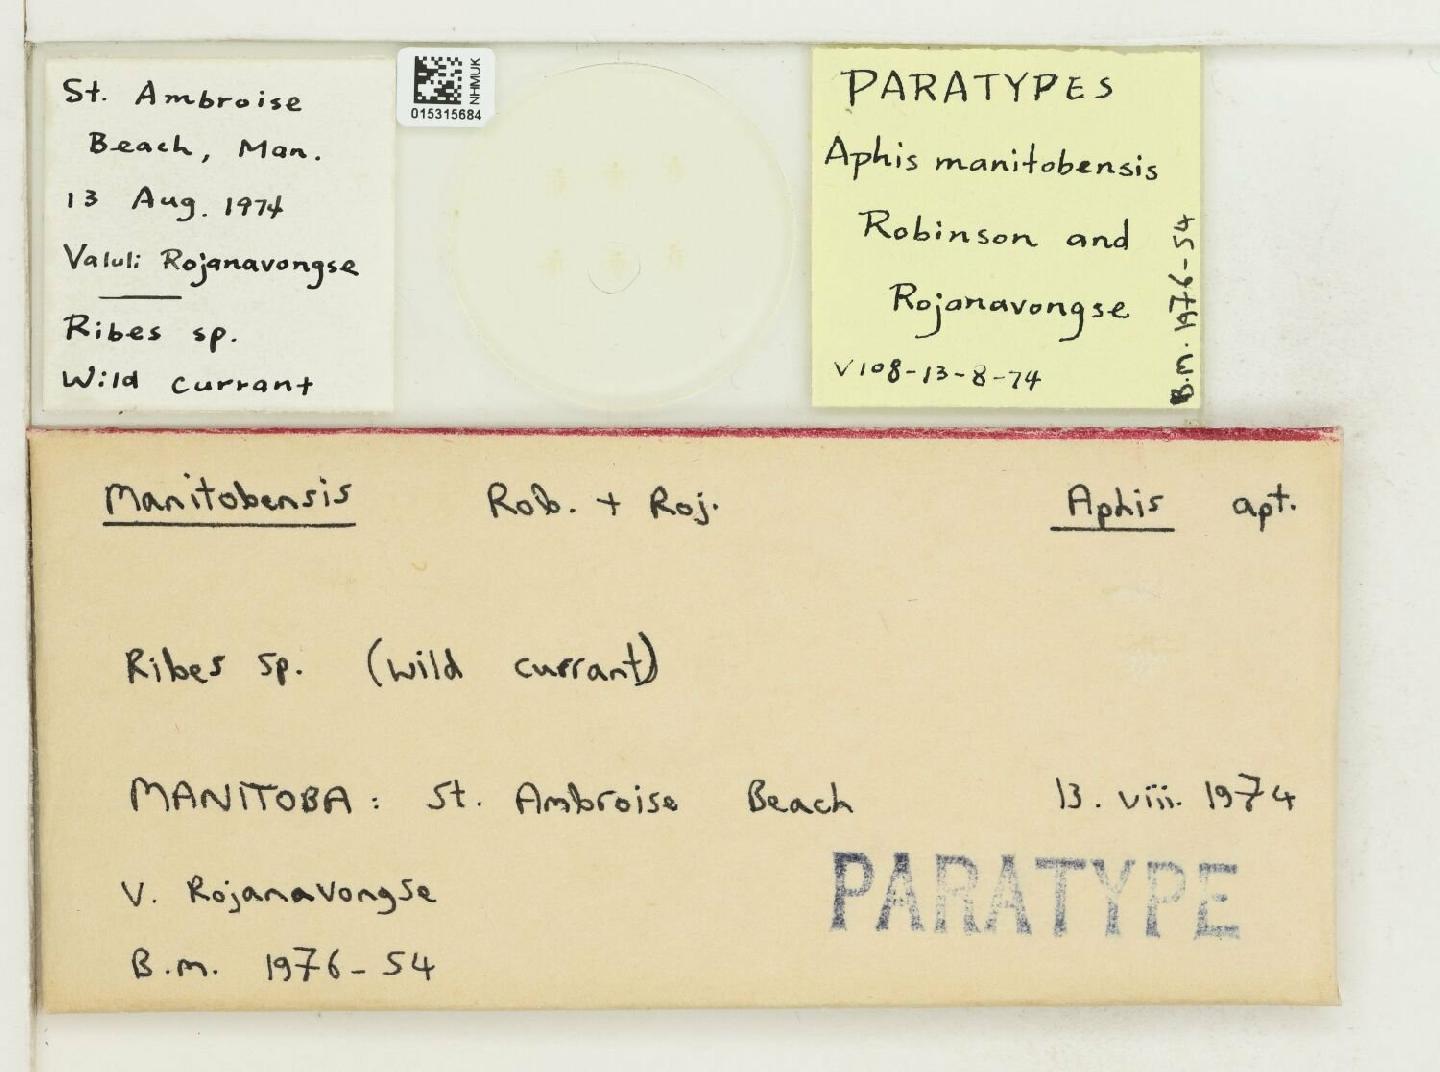 St. Ambroise
Beach, Man.
13 Aug. 1974
Valuli Rojanavongse
Ribes sp.
Wild currant
NHMUK
015315684
PARATYPES
Aphis manitobensis
Robinson and
Rojanavongse
V108-13-8-74
B.m. 1976-54
Manitobensis Rob. + Roj. Aphis apt.
Ribes sp. (wild currant)
MANITOBA: St. Ambroise Beach 13. viii. 1974
V. Rojanavongse
PARATYPE
B.m. 1976-54